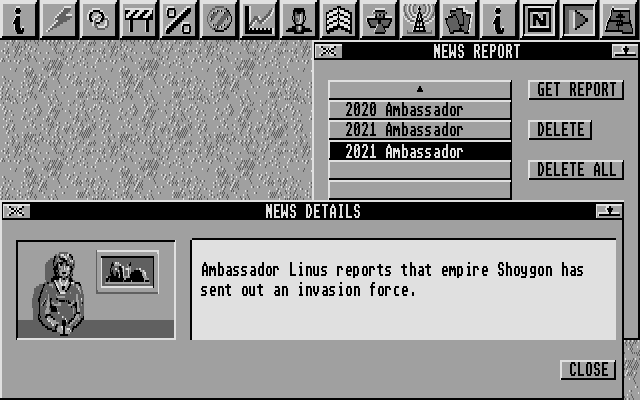 i % i N
NEWS REPORT
GET REPORT
2020 Ambassador
2021 Ambassador
DELETE
2021 Ambassador
DELETE ALL
NEWS DETAILS
Ambassador Linus reports that empire Shoygon has
sent out an invasion force.
CLOSE